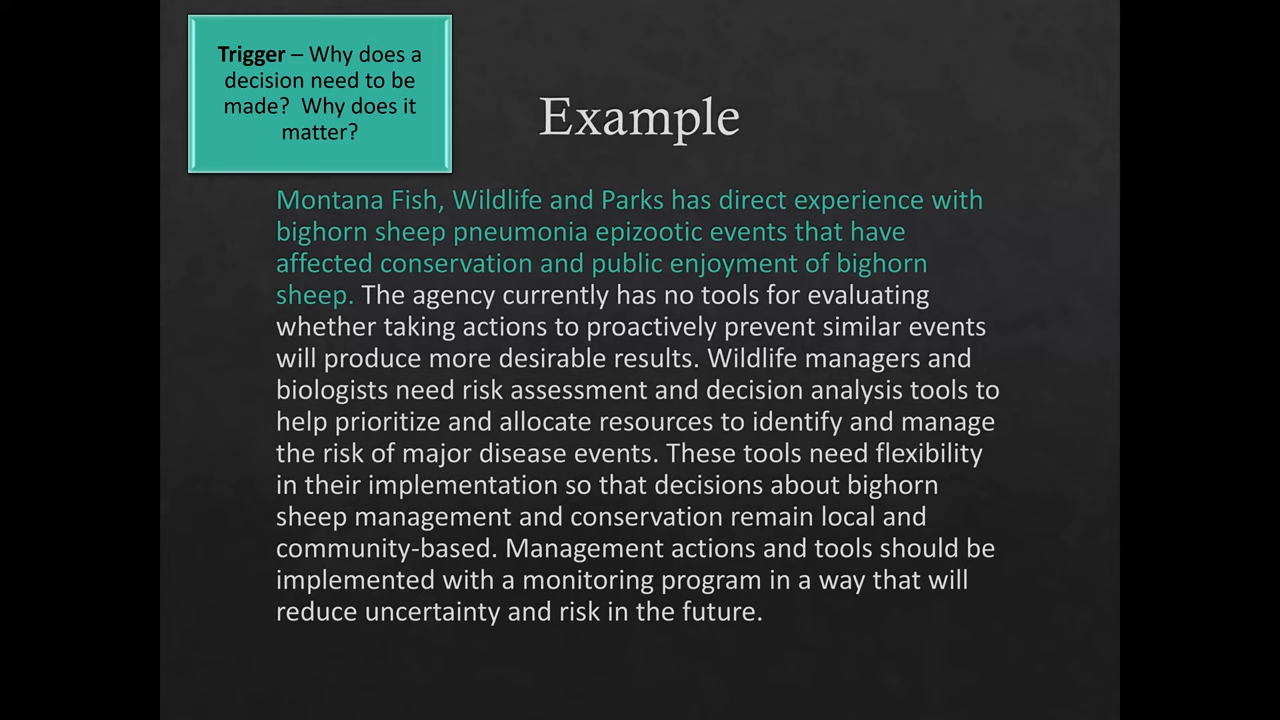 Trigger – Why does a
decision need to be
made?  Why does it
matter?
Example
Montana Fish, Wildlife and Parks has direct experience with
bighorn sheep pneumonia epizootic events that have
affected conservation and public enjoyment of bighorn
sheep. The agency currently has no tools for evaluating
whether taking actions to proactively prevent similar events
will produce more desirable results. Wildlife managers and
biologists need risk assessment and decision analysis tools to
help prioritize and allocate resources to identify and manage
the risk of major disease events. These tools need flexibility
in their implementation so that decisions about bighorn
sheep management and conservation remain local and
community-based. Management actions and tools should be
implemented with a monitoring program in a way that will
reduce uncertainty and risk in the future.